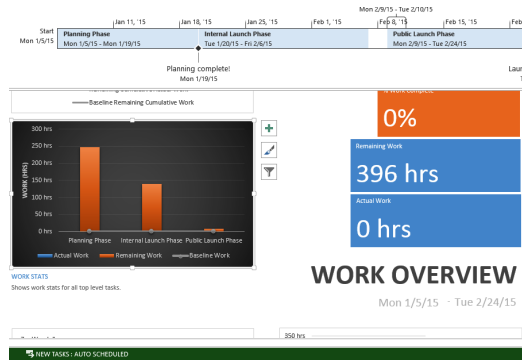 Mon 2/9/15 - Tue 2/10/15
Jan 11, '15 Jan 18, '15 Jan 25, '15 Feb 1, '15 Feb 8, '15 Feb 15, '15
Start
Mon 1/5/15
Planning Phase
Mon 1/5/15 - Mon 1/19/15
Internal Launch Phase
Tue 1/20/15 - Fri 2/6/15
Public Launch Phase
Mon 2/9/15 - Tue 2/24/15
Planning complete!
Mon 1/19/15
Remaining Cumulative Actual Work
Baseline Remaining Cumulative Work
% Work Complete
0%
300 hrs
250 hrs
200 hrs
150 hrs
100 hrs
50 hrs
0 hrs
WORK (HRS)
Planning Phase Internal Launch Phase Public Launch Phase
Actual Work Remaining Work Baseline Work
Remaining Work
396 hrs
Actual Work
0 hrs
WORK STATS
Shows work stats for all top level tasks.
WORK OVERVIEW
Mon 1/5/15 - Tue 2/24/15
350 hrs
NEW TASKS : AUTO SCHEDULED